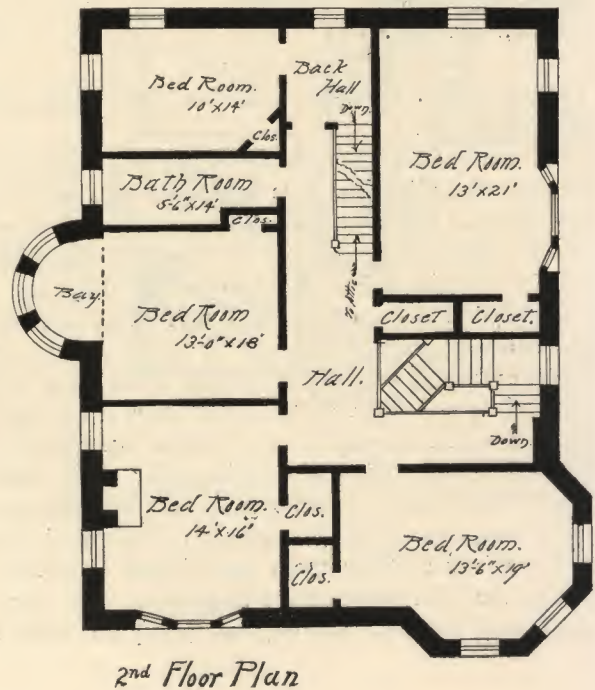 Bed Room.
10'x14'
Clos.
Back
Hall
Down.
Bed Room.
13'x21'
Bath Room
5'-6"x14'
Clos.
Bay.
Bed Room
13'-0"x18'
To Attic
Closet
Closet.
Hall.
Down.
Bed Room.
14'x16"
Clos.
Clos.
Bed Room.
13'-6"x19'
2nd Floor Plan